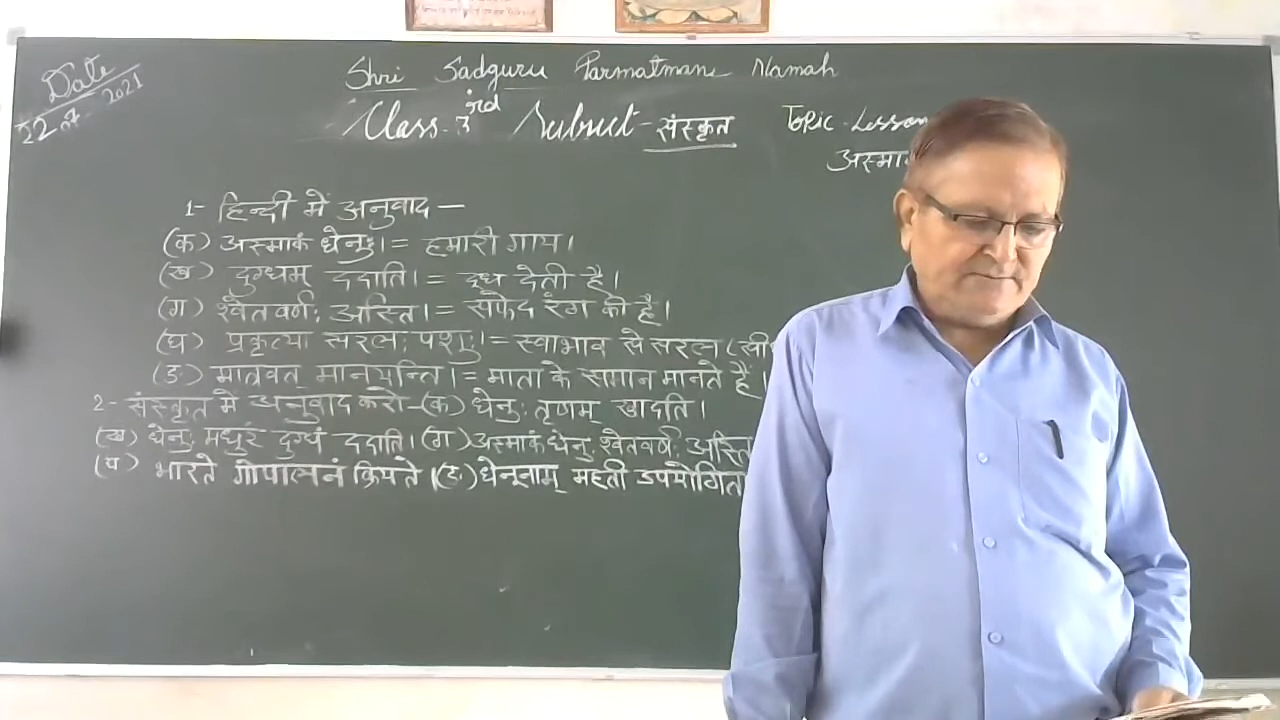 Date
22.07.2021
Shri Sadguru Parmatmane Namah
Class-3rd Subject-संस्कृत Topic-Lesson
अस्मा
1- हिन्दी में अनुवाद-
(क) अस्माकं धेनुः।= हमारी गाय।
(ख) दुग्धम् ददाति।= दूध देती है।
(ग) श्वेतवर्णः अस्ति।= सफेद रंग की है।
(घ) प्रकृत्या सरलः पशुः।= स्वाभाव से सरल
(ङ) मातृवत् मानयन्ति।= माता के समान मानते हैं।
2- संस्कृत में अनुवाद करो-(क) धेनुः तृणम् खादति।
(ख) धेनुः मधुरं दुग्धं ददाति। (ग) अस्माकं धेनुः श्वेतवर्णः अस्ति
(घ) भारते गोपालनं क्रियते। (ङ) धेनूनाम् महती उपयोगिता